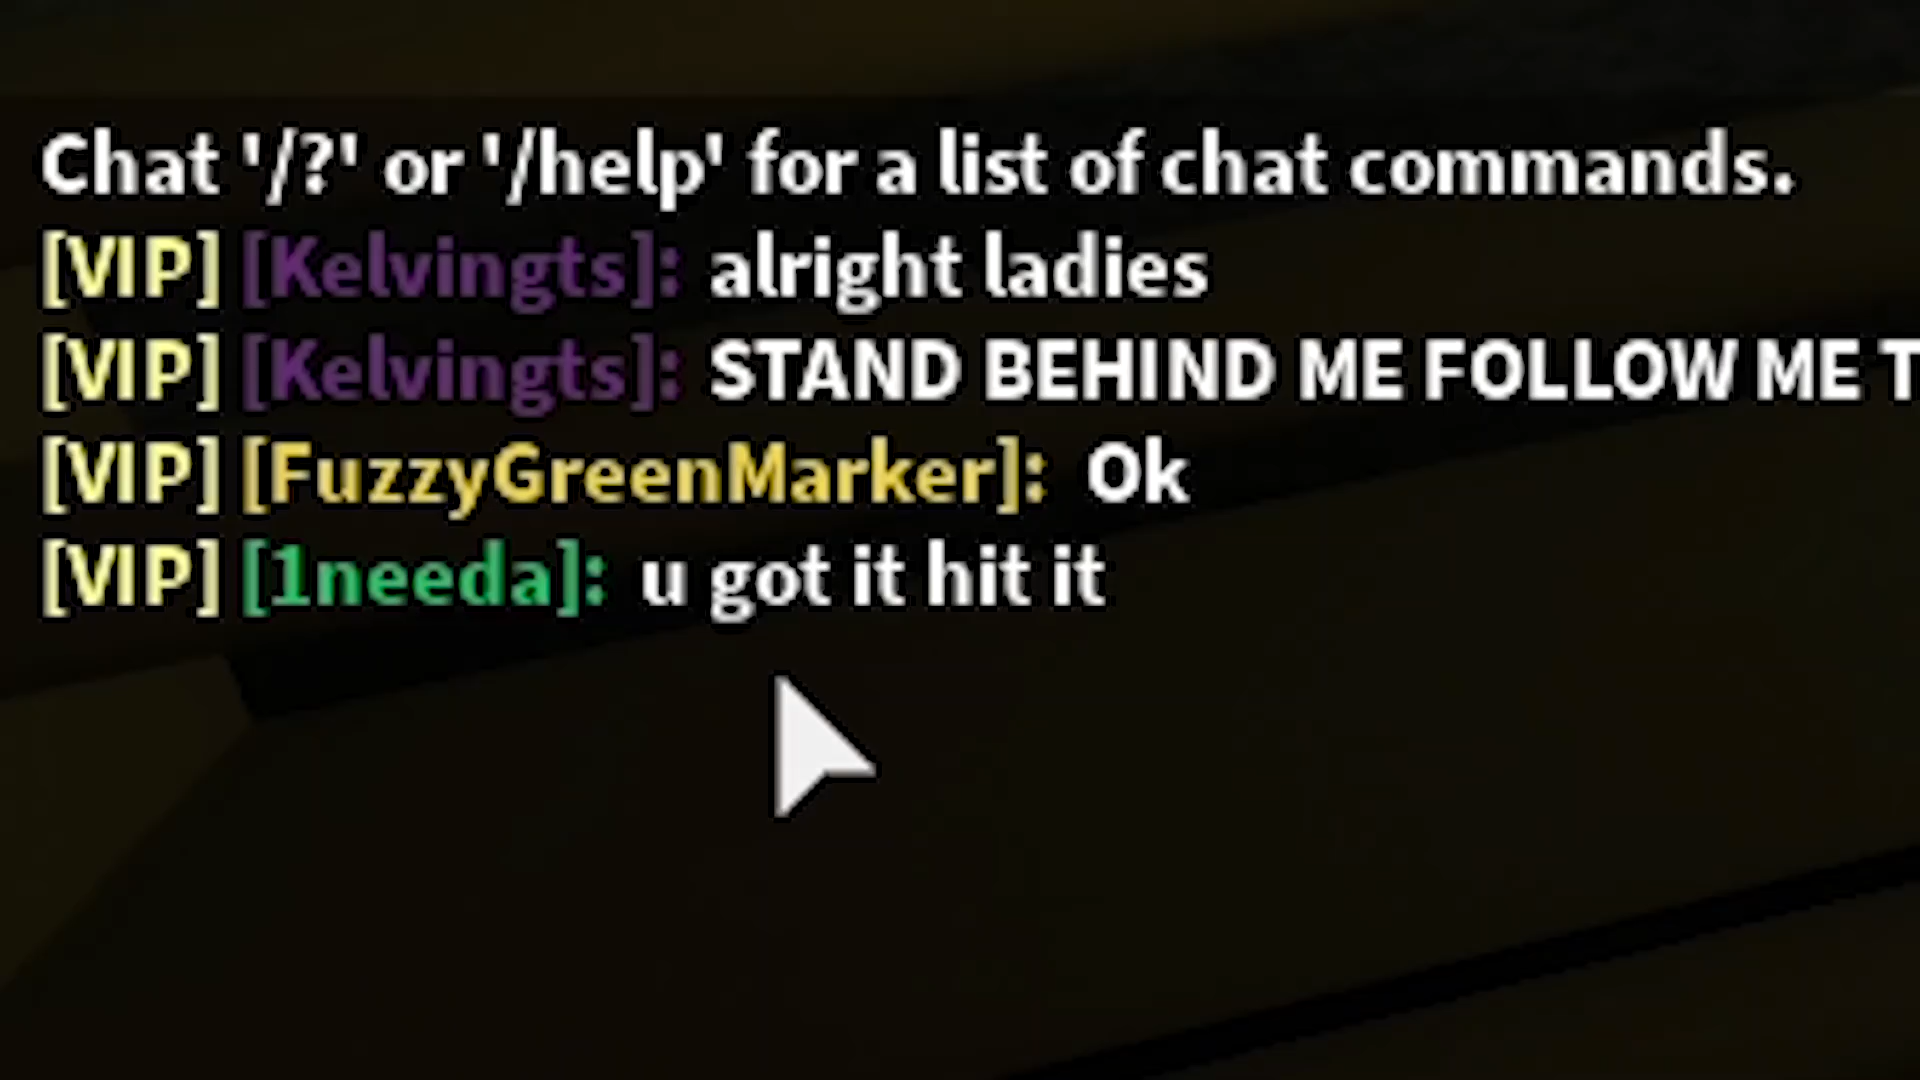 Chat '/?' or '/help' for a list of chat commands.
[VIP] [Kelvingts]: alright ladies
[VIP] [Kelvingts]: STAND BEHIND ME FOLLOW ME
[VIP] [FuzzyGreenMarker]: Ok
[VIP] [1needa]: u got it hit it